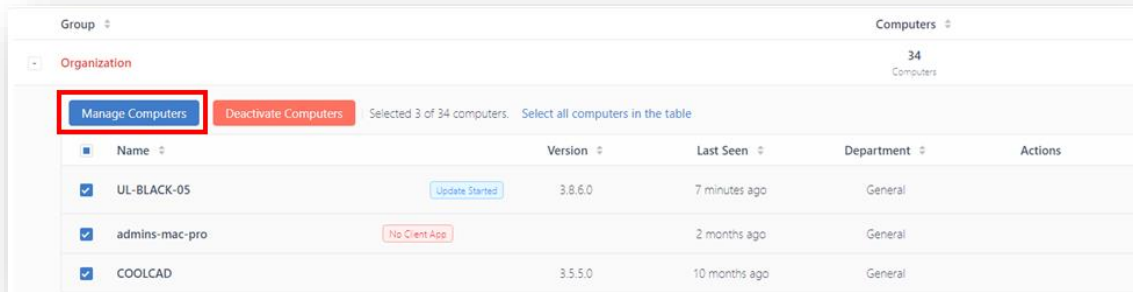 Group Computers
Organization 34
Computers
Manage Computers Deactivate Computers Selected 3 of 34 computers. Select all computers in the table
Name Version Last Seen Department Actions
UL-BLACK-05 Update Started 3.8.6.0 7 minutes ago General
admins-mac-pro No Client App 2 months ago General
COOLCAD 3.5.5.0 10 months ago General